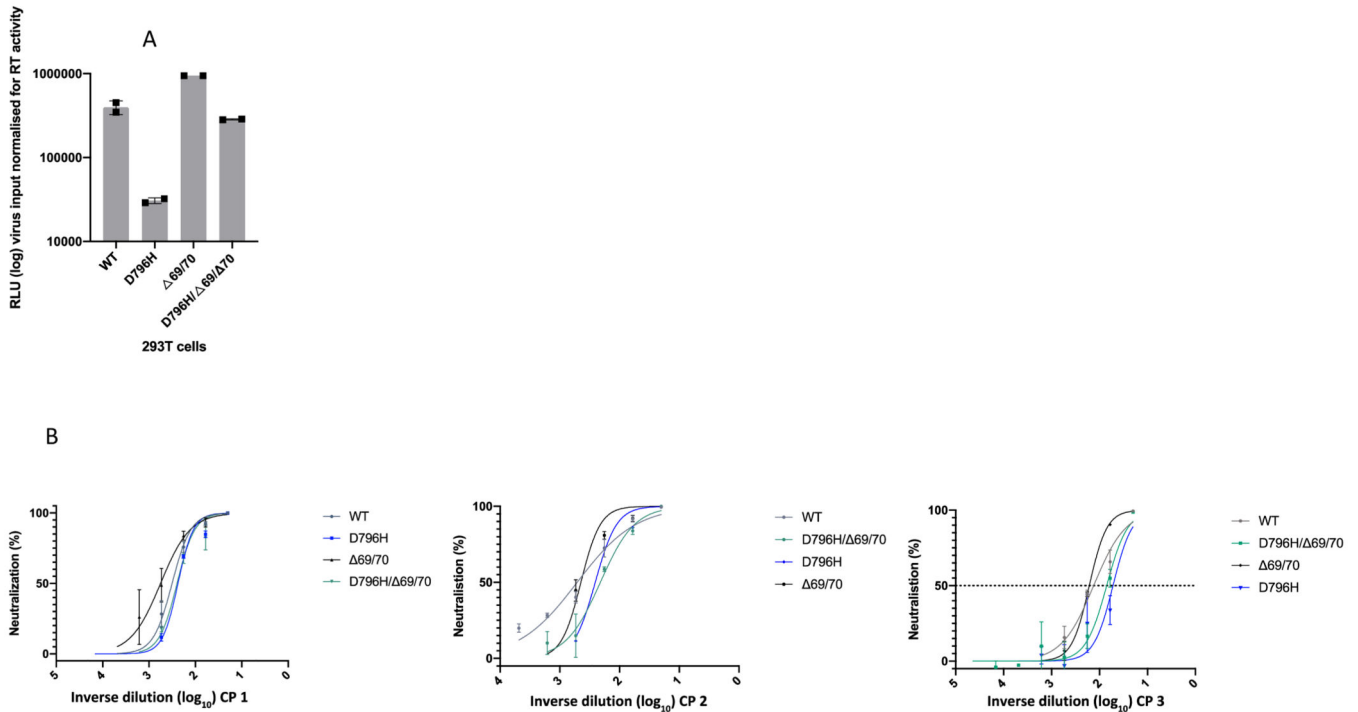 A
RLU (log) virus input normalised for RT activity
1000000
100000
10000
WT
D796H
△69/70
D796H/△69/Δ70
293T cells
B
Neutralization (%)
100
50
0
5
4
3
2
1
0
Inverse dilution (log10) CP 1
WT
D796H
Δ69/70
D796H/Δ69/70
Neutralistion (%)
100
50
0
5
4
3
2
1
0
Inverse dilution (log10) CP 2
WT
D796H/Δ69/70
D796H
Δ69/70
Neutralisation (%)
100
50
0
5
4
3
2
1
0
Inverse dilution (log10) CP 3
WT
D796H/Δ69/70
Δ69/70
D796H